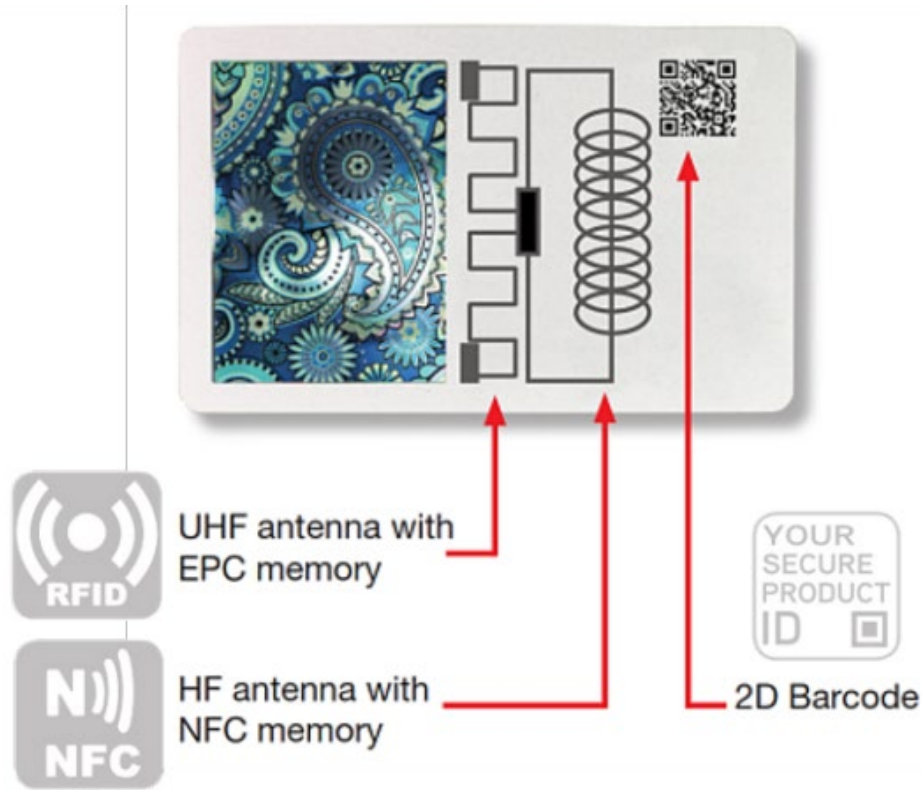 UHF antenna with
EPC memory
RFID
HF antenna with
NFC memory
N
NFC
YOUR
SECURE
PRODUCT
ID
2D Barcode